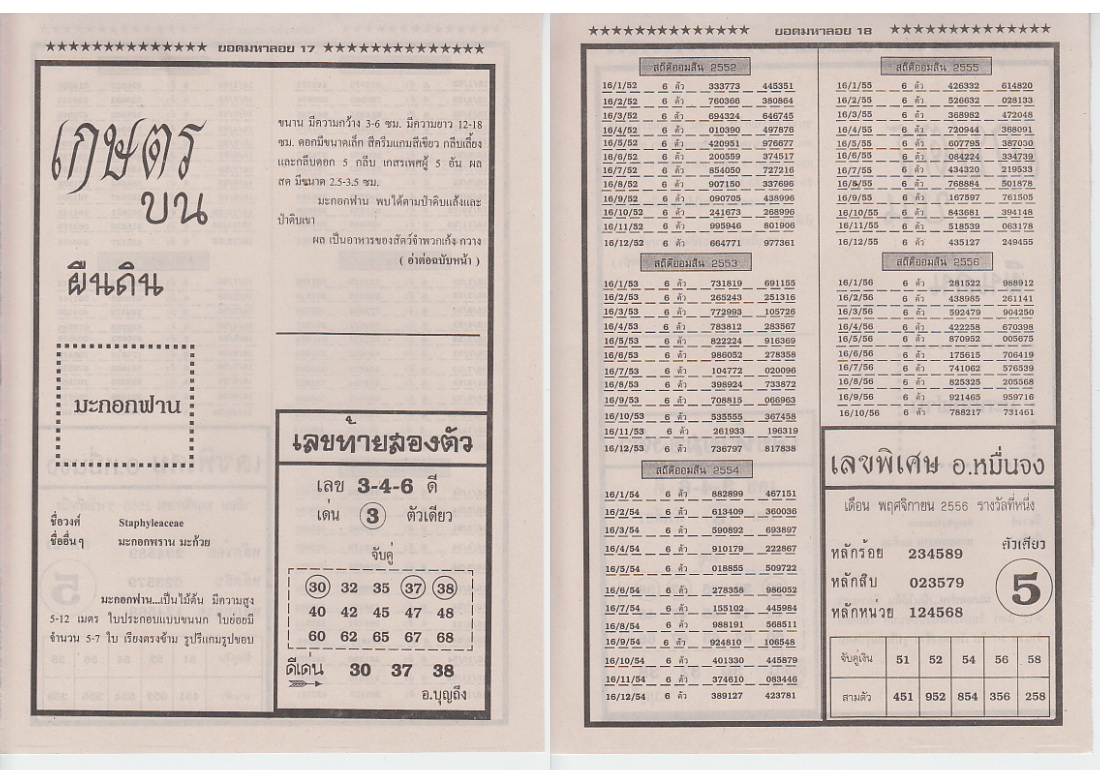 ยอดมหาลอย 17
เกษตร
บน
ผืนดิน
มะกอกฟาน
ชื่อวงศ์ Staphyleaceae
ชื่ออื่นๆ มะกอกพราน มะก้วย
มะกอกฟาน...เป็นไม้ต้น มีความสูง
5-12 เมตร ใบประกอบแบบขนนก ใบย่อยมี
จำนวน 5-7 ใบ เรียงตรงข้าม รูปรีแกมรูปขอบ
ขนาน มีความกว้าง 3-6 ซม. มีความยาว 12-18
ซม. ดอกมีขนาดเล็ก สีครีมแกมสีเขียว กลีบเลี้ยง
และกลีบดอก 5 กลีบ เกสรเพศผู้ 5 อัน ผล
สด มีขนาด 2.5-3.5 ซม.
มะกอกฟาน พบได้ตามป่าดิบแล้งและ
ป่าดิบเขา
ผล เป็นอาหารของสัตว์จำพวกเก้ง กวาง
( อ่าต่อฉบับหน้า )
เลขท้ายสองตัว
เลข 3-4-6 ดี
เด่น 3 ตัวเดียว
จับคู่
30 32 35 37 38
40 42 45 47 48
60 62 65 67 68
ดีเด่น 30 37 38
อ.บุญถึง
ยอดมหาลอย 18
สถิติออมสิน 2552
16/1/52 6 ตัว 333773 445351
16/2/52 6 ตัว 760366 380864
16/3/52 6 ตัว 694324 646745
16/4/52 6 ตัว 010390 497876
16/5/52 6 ตัว 420951 976677
16/6/52 6 ตัว 200559 374517
16/7/52 6 ตัว 854050 727216
16/8/52 6 ตัว 907150 337696
16/9/52 6 ตัว 090705 438996
16/10/52 6 ตัว 241673 268996
16/11/52 6 ตัว 995946 801906
16/12/52 6 ตัว 664771 977361
สถิติออมสิน 2553
16/1/53 6 ตัว 731819 691155
16/2/53 6 ตัว 265243 251316
16/3/53 6 ตัว 772993 105726
16/4/53 6 ตัว 783812 283567
16/5/53 6 ตัว 822224 916369
16/6/53 6 ตัว 986052 278358
16/7/53 6 ตัว 104772 020096
16/8/53 6 ตัว 398924 733872
16/9/53 6 ตัว 708815 066963
16/10/53 6 ตัว 535555 367458
16/11/53 6 ตัว 261933 196319
16/12/53 6 ตัว 736797 817838
สถิติออมสิน 2554
16/1/54 6 ตัว 882899 467151
16/2/54 6 ตัว 613409 360036
16/3/54 6 ตัว 590892 693897
16/4/54 6 ตัว 910179 222867
16/5/54 6 ตัว 018855 509722
16/6/54 6 ตัว 278358 986052
16/7/54 6 ตัว 155102 445984
16/8/54 6 ตัว 988191 568511
16/9/54 6 ตัว 924810 106548
16/10/54 6 ตัว 401330 445879
16/11/54 6 ตัว 374610 083446
16/12/54 6 ตัว 389127 423781
สถิติออมสิน 2555
16/1/55 6 ตัว 426332 614820
16/2/55 6 ตัว 526632 028133
16/3/55 6 ตัว 368982 472048
16/4/55 6 ตัว 720944 368091
16/5/55 6 ตัว 607795 387030
16/6/55 6 ตัว 084224 334739
16/7/55 6 ตัว 434320 219533
16/8/55 6 ตัว 768884 501878
16/9/55 6 ตัว 167597 761505
16/10/55 6 ตัว 843681 394148
16/11/55 6 ตัว 518539 063178
16/12/55 6 ตัว 435127 249455
สถิติออมสิน 2556
16/1/56 6 ตัว 281522 988912
16/2/56 6 ตัว 438985 261141
16/3/56 6 ตัว 592479 904250
16/4/56 6 ตัว 422258 670398
16/5/56 6 ตัว 870952 005675
16/6/56 6 ตัว 175615 706419
16/7/56 6 ตัว 741062 576539
16/8/56 6 ตัว 825325 205568
16/9/56 6 ตัว 921465 959716
16/10/56 6 ตัว 788217 731461
เลขพิเศษ อ.หมื่นจง
เดือน พฤศจิกายน 2556 รางวัลที่หนึ่ง
หลักร้อย 234589 ตัวเดียว
หลักสิบ 023579 5
หลักหน่วย 124568
จับคู่เงิน 51 52 54 56 58
สามตัว 451 952 854 356 258